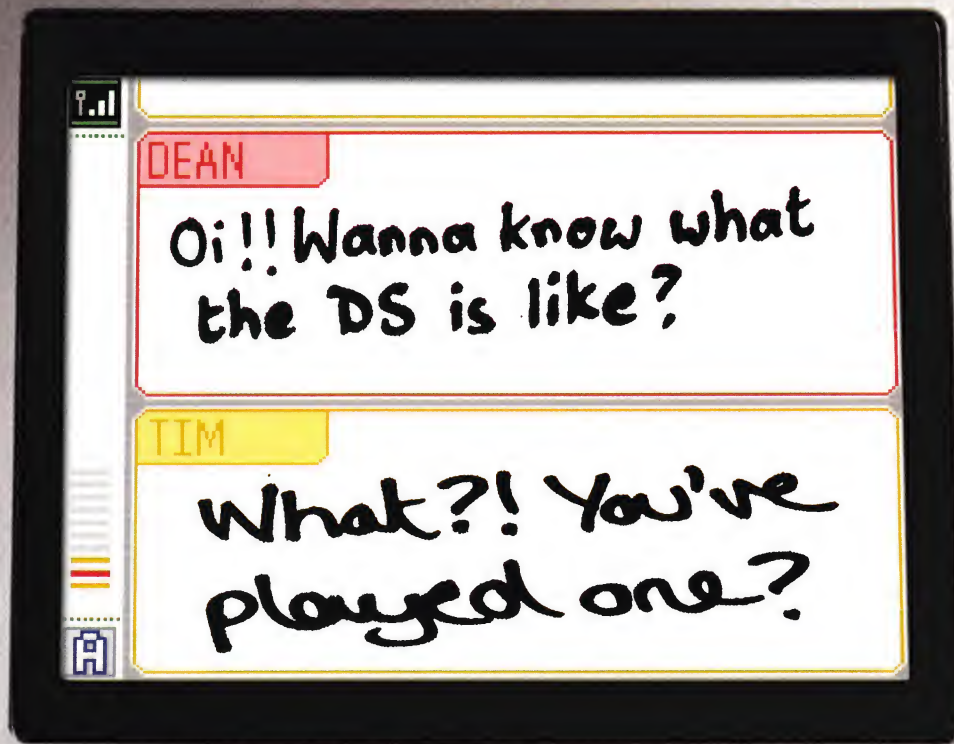 DEAN
Oi!! Wanna know what
the DS is like?
TIM
What?! You've
played one?
A